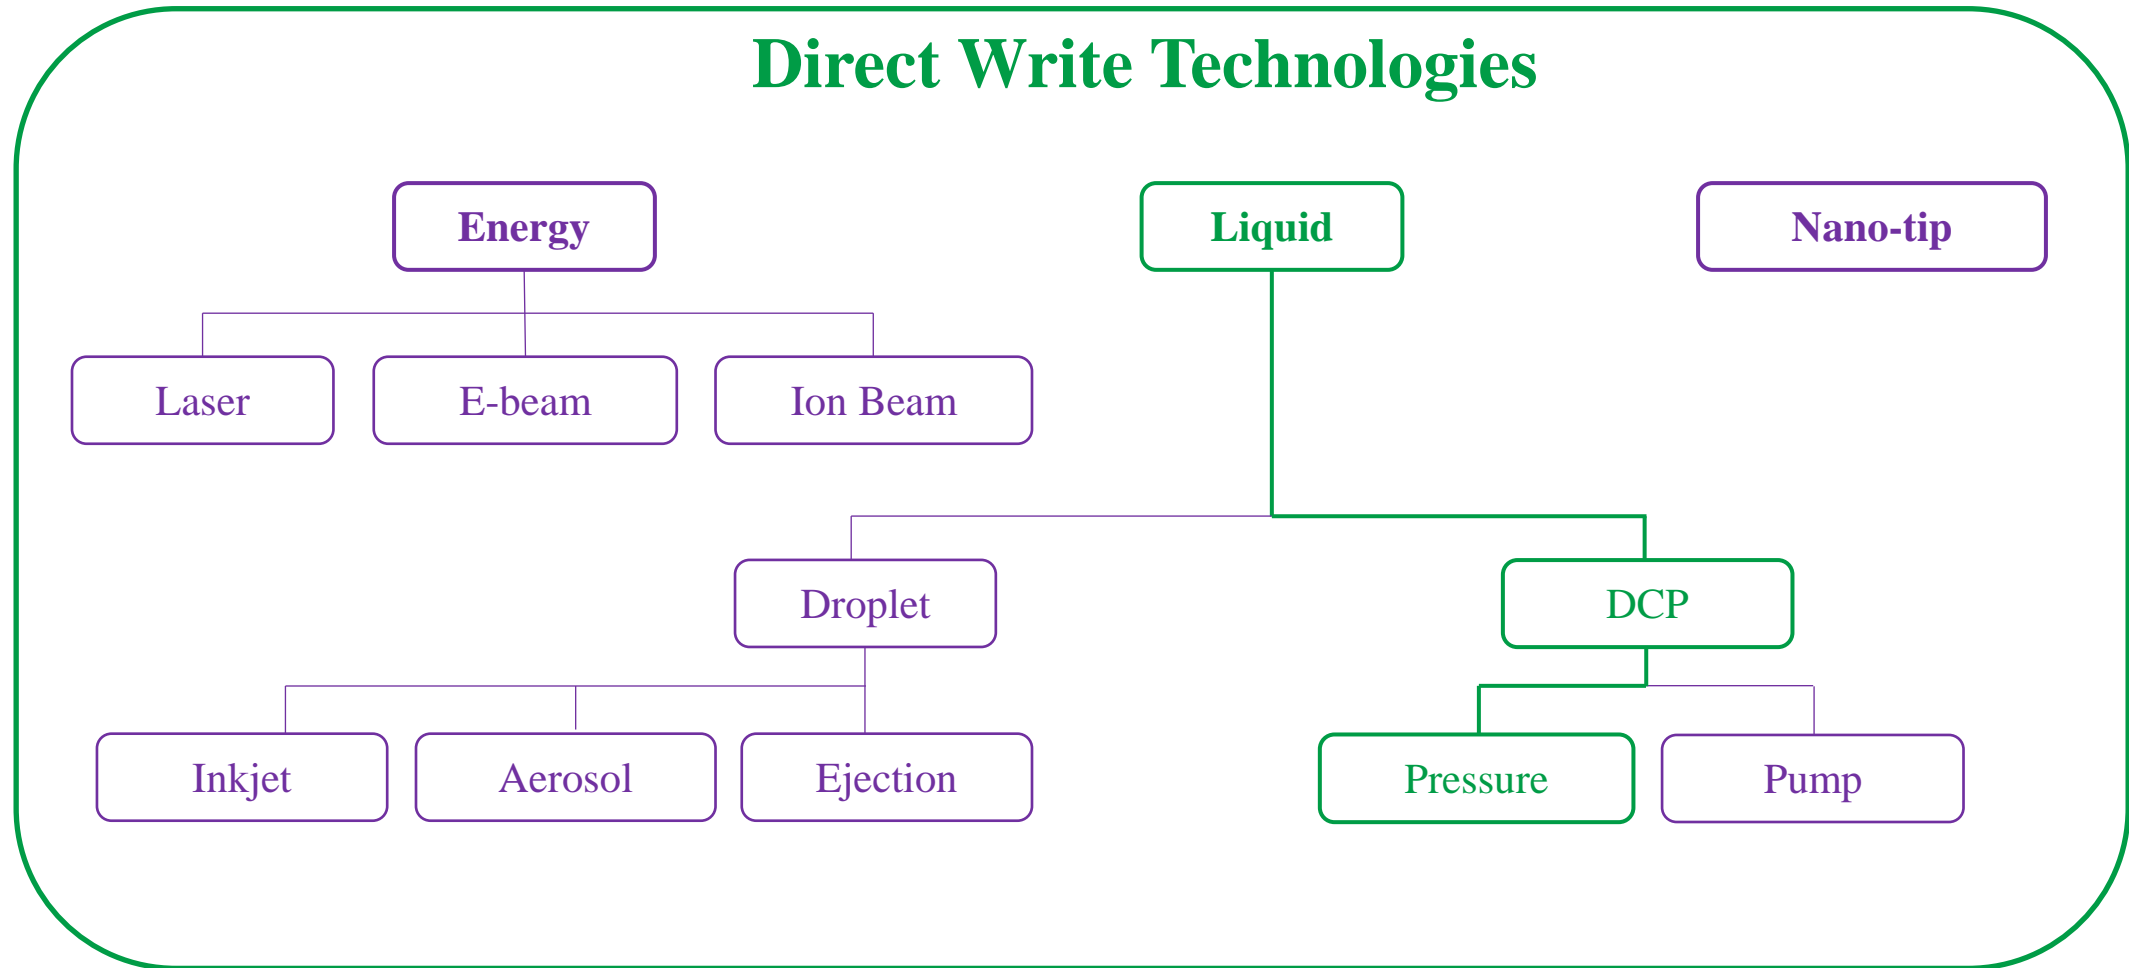 Direct Write Technologies
Energy
Liquid
Nano-tip
Laser
E-beam
Ion Beam
Droplet
DCP
Inkjet
Aerosol
Ejection
Pressure
Pump